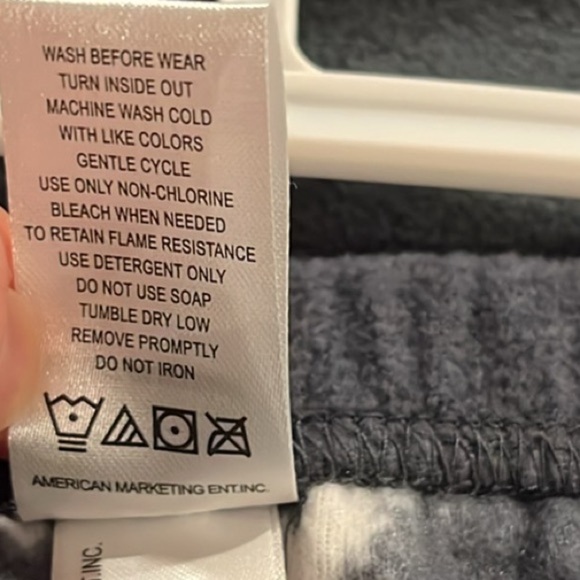 WASH BEFORE WEAR
TURN INSIDE OUT
MACHINE WASH COLD
WITH LIKE COLORS
GENTLE CYCLE
USE ONLY NON-CHLORINE
BLEACH WHEN NEEDED
TO RETAIN FLAME RESISTANCE
USE DETERGENT ONLY
DO NOT USE SOAP
TUMBLE DRY LOW
REMOVE PROMPTLY
DO NOT IRON
AMERICAN MARKETING ENT.INC.
.INC.